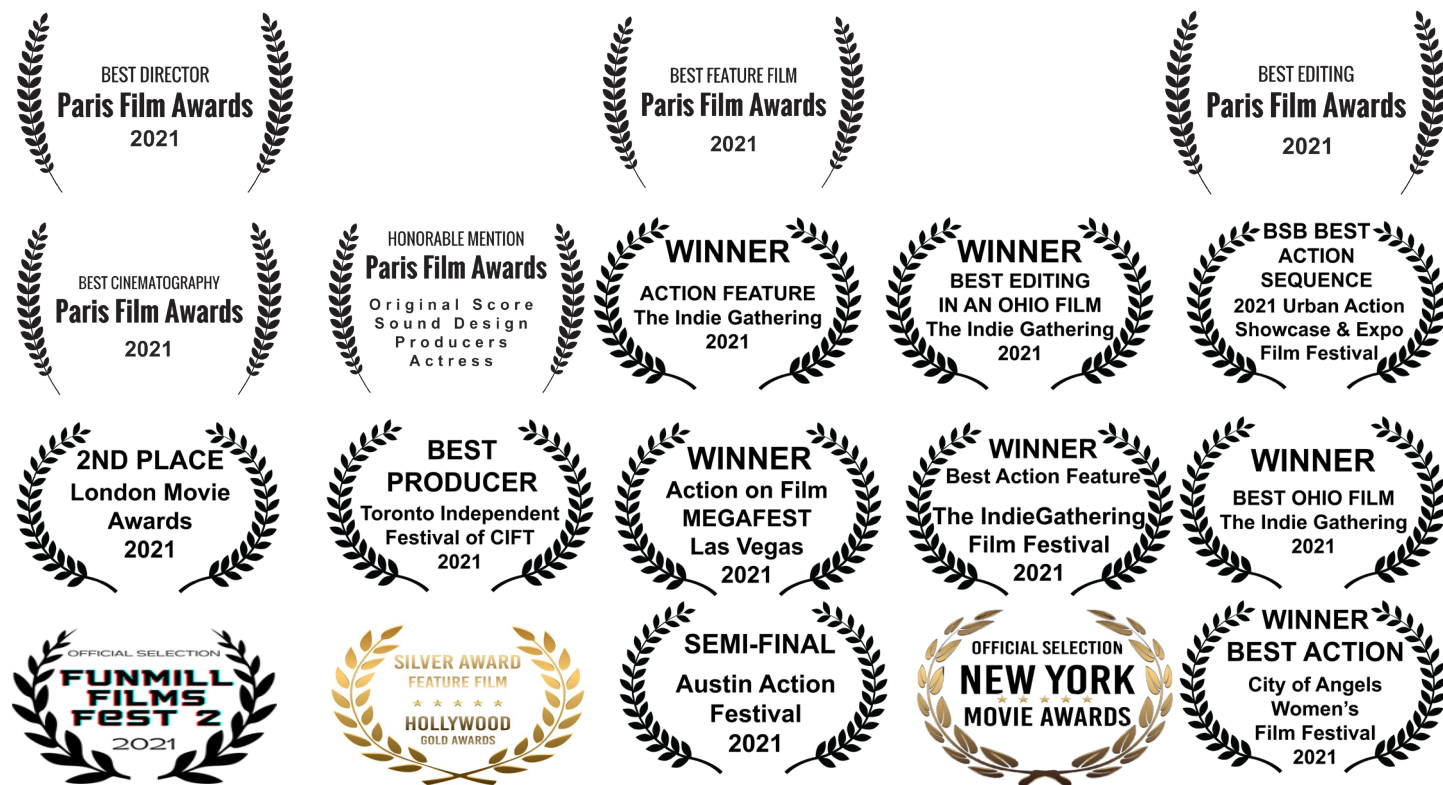 BEST DIRECTOR
Paris Film Awards
2021
BEST FEATURE FILM
Paris Film Awards
2021
BEST EDITING
Paris Film Awards
2021
BEST CINEMATOGRAPHY
Paris Film Awards
2021
HONORABLE MENTION
Paris Film Awards
Original Score
Sound Design
Producers
Actress
WINNER
ACTION FEATURE
The Indie Gathering
2021
WINNER
BEST EDITING
IN AN OHIO FILM
The Indie Gathering
2021
BSB BEST
ACTION
SEQUENCE
2021 Urban Action
Showcase & Expo
Film Festival
2ND PLACE
London Movie
Awards
2021
BEST
PRODUCER
Toronto Independent
Festival of CIFT
2021
WINNER
Action on Film
MEGAFEST
Las Vegas
2021
WINNER
Best Action Feature
The IndieGathering
Film Festival
2021
WINNER
BEST OHIO FILM
The Indie Gathering
2021
OFFICIAL SELECTION
FUNMILL
FILMS
FeST 2
2021
SILVER AWARD
FEATURE FILM
HOLLYWOOD
GOLD AWARDS
SEMI-FINAL
Austin Action
Festival
2021
OFFICIAL SELECTION
NEW YORK
MOVIE AWARDS
WINNER
BEST ACTION
City of Angels
Women's
Film Festival
2021